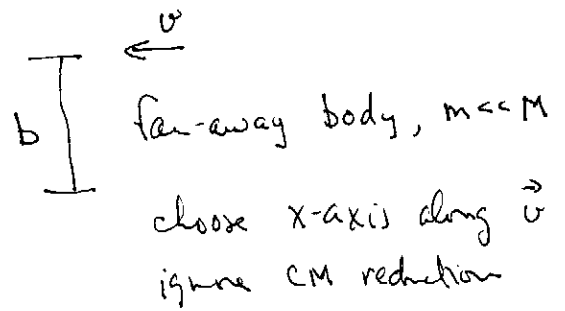 v
b
far-away body, m << M
choose x-axis along v⃗
ignore CM reduction